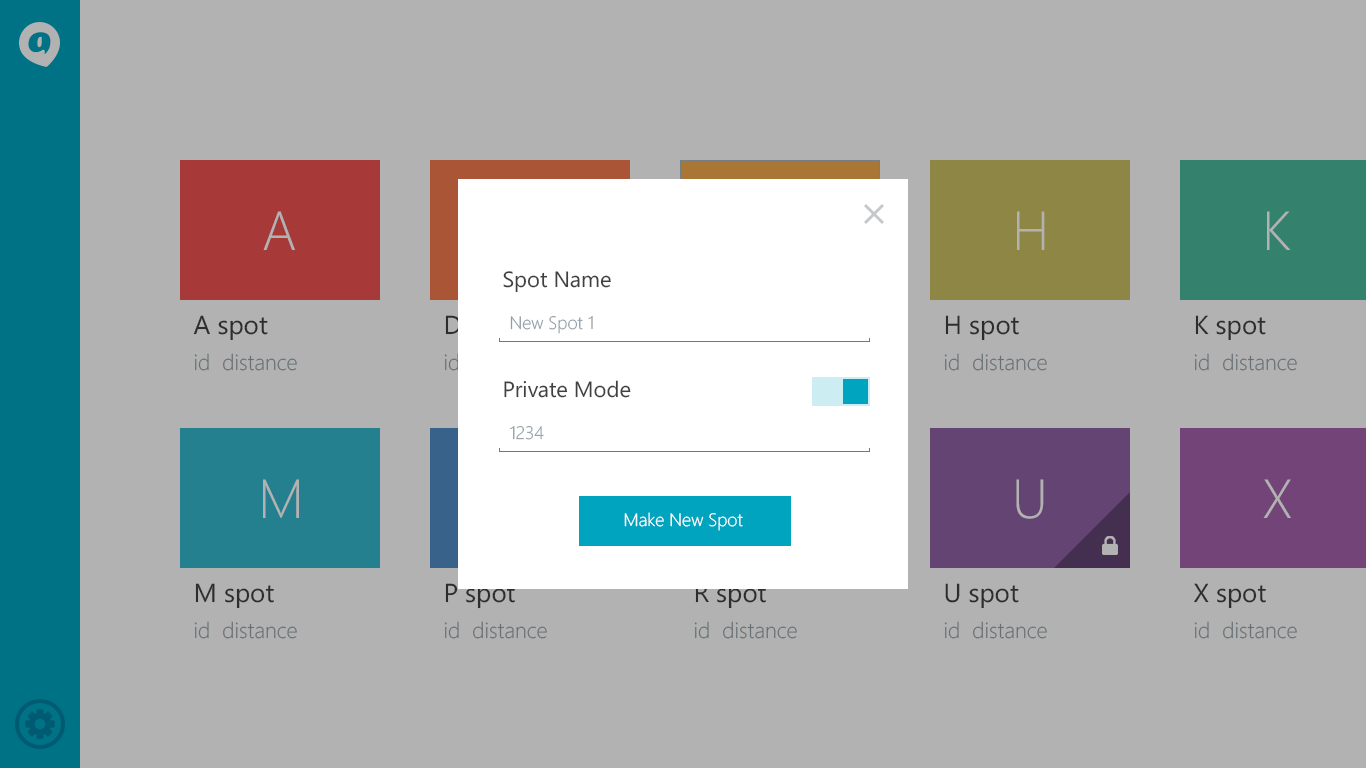 a
A
H
K
A spot
D
H spot
K spot
id distance
id
id distance
id distance
Spot Name
New Spot 1
Private Mode
1234
Make New Spot
M
U
X
M spot
P spot
R spot
U spot
X spot
id distance
id distance
id distance
id distance
id distance